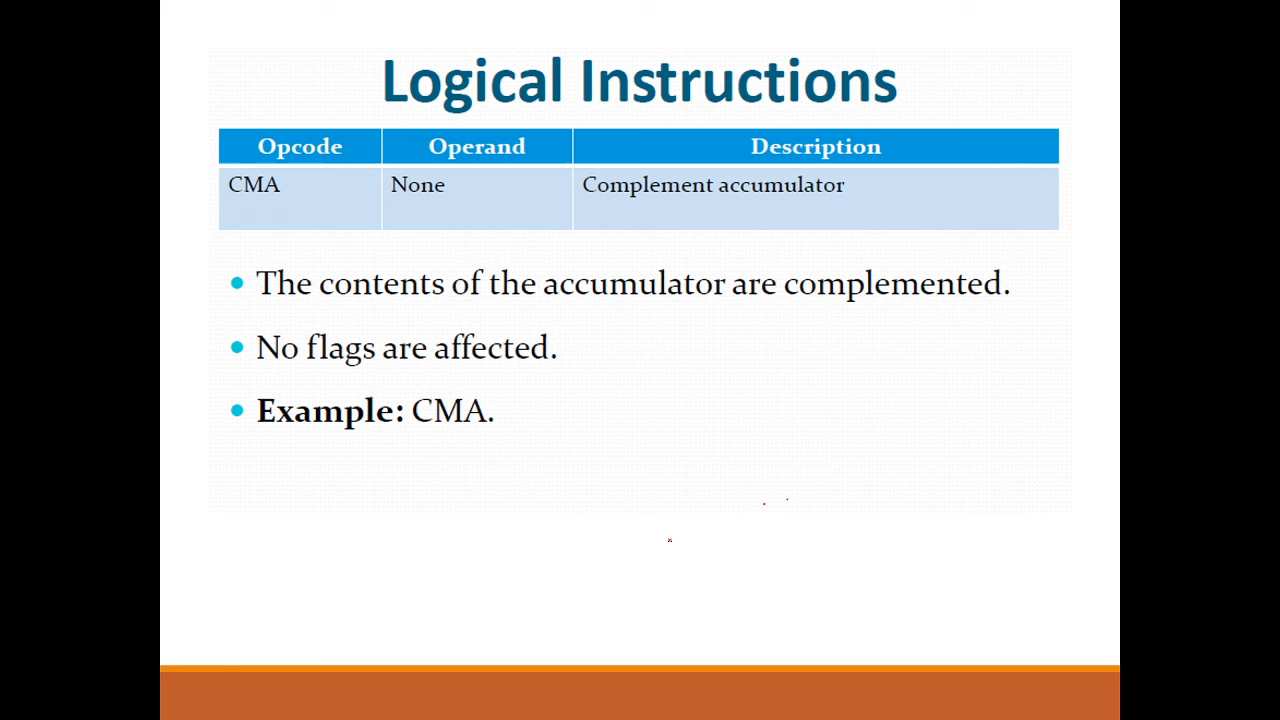 Logical Instructions
Opcode Operand Description
CMA None Complement accumulator
• The contents of the accumulator are complemented.
• No flags are affected.
• Example: CMA.